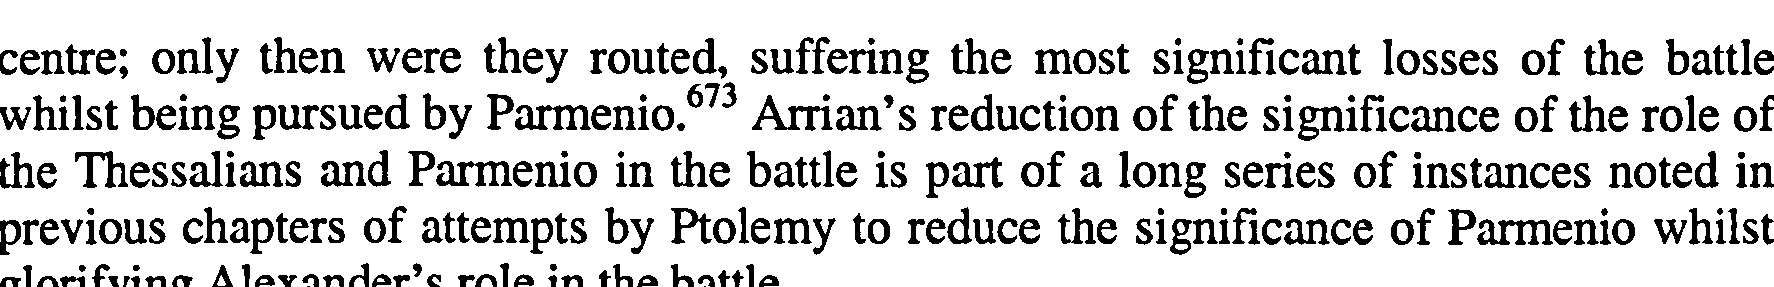 centre; only then were they routed, suffering the most significant losses of the battle
whilst being pursued by Parmenio.673 Arrian's reduction of the significance of the role of
the Thessalians and Parmenio in the battle is part of a long series of instances noted in
previous chapters of attempts by Ptolemy to reduce the significance of Parmenio whilst
glorifying Alexander's role in the battle.